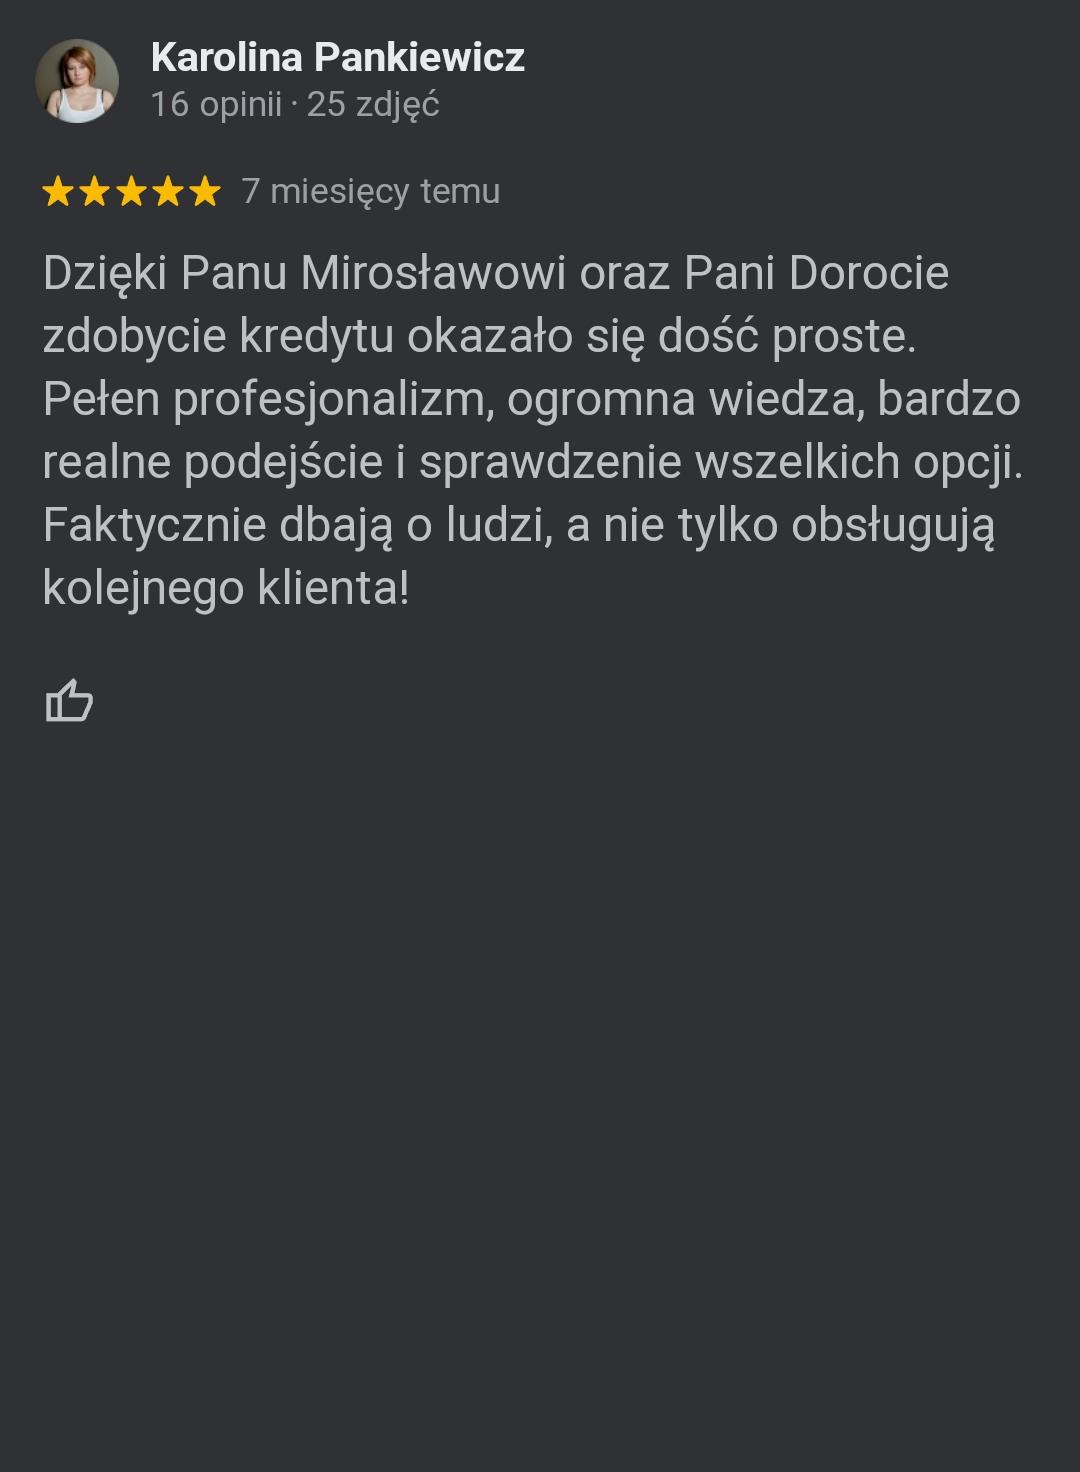 Karolina Pankiewicz
16 opinii · 25 zdjęć
7 miesięcy temu
Dzięki Panu Mirosławowi oraz Pani Dorocie
zdobycie kredytu okazało się dość proste.
Pełen profesjonalizm, ogromna wiedza, bardzo
realne podejście i sprawdzenie wszelkich opcji.
Faktycznie dbają o ludzi, a nie tylko obsługują
kolejnego klienta!